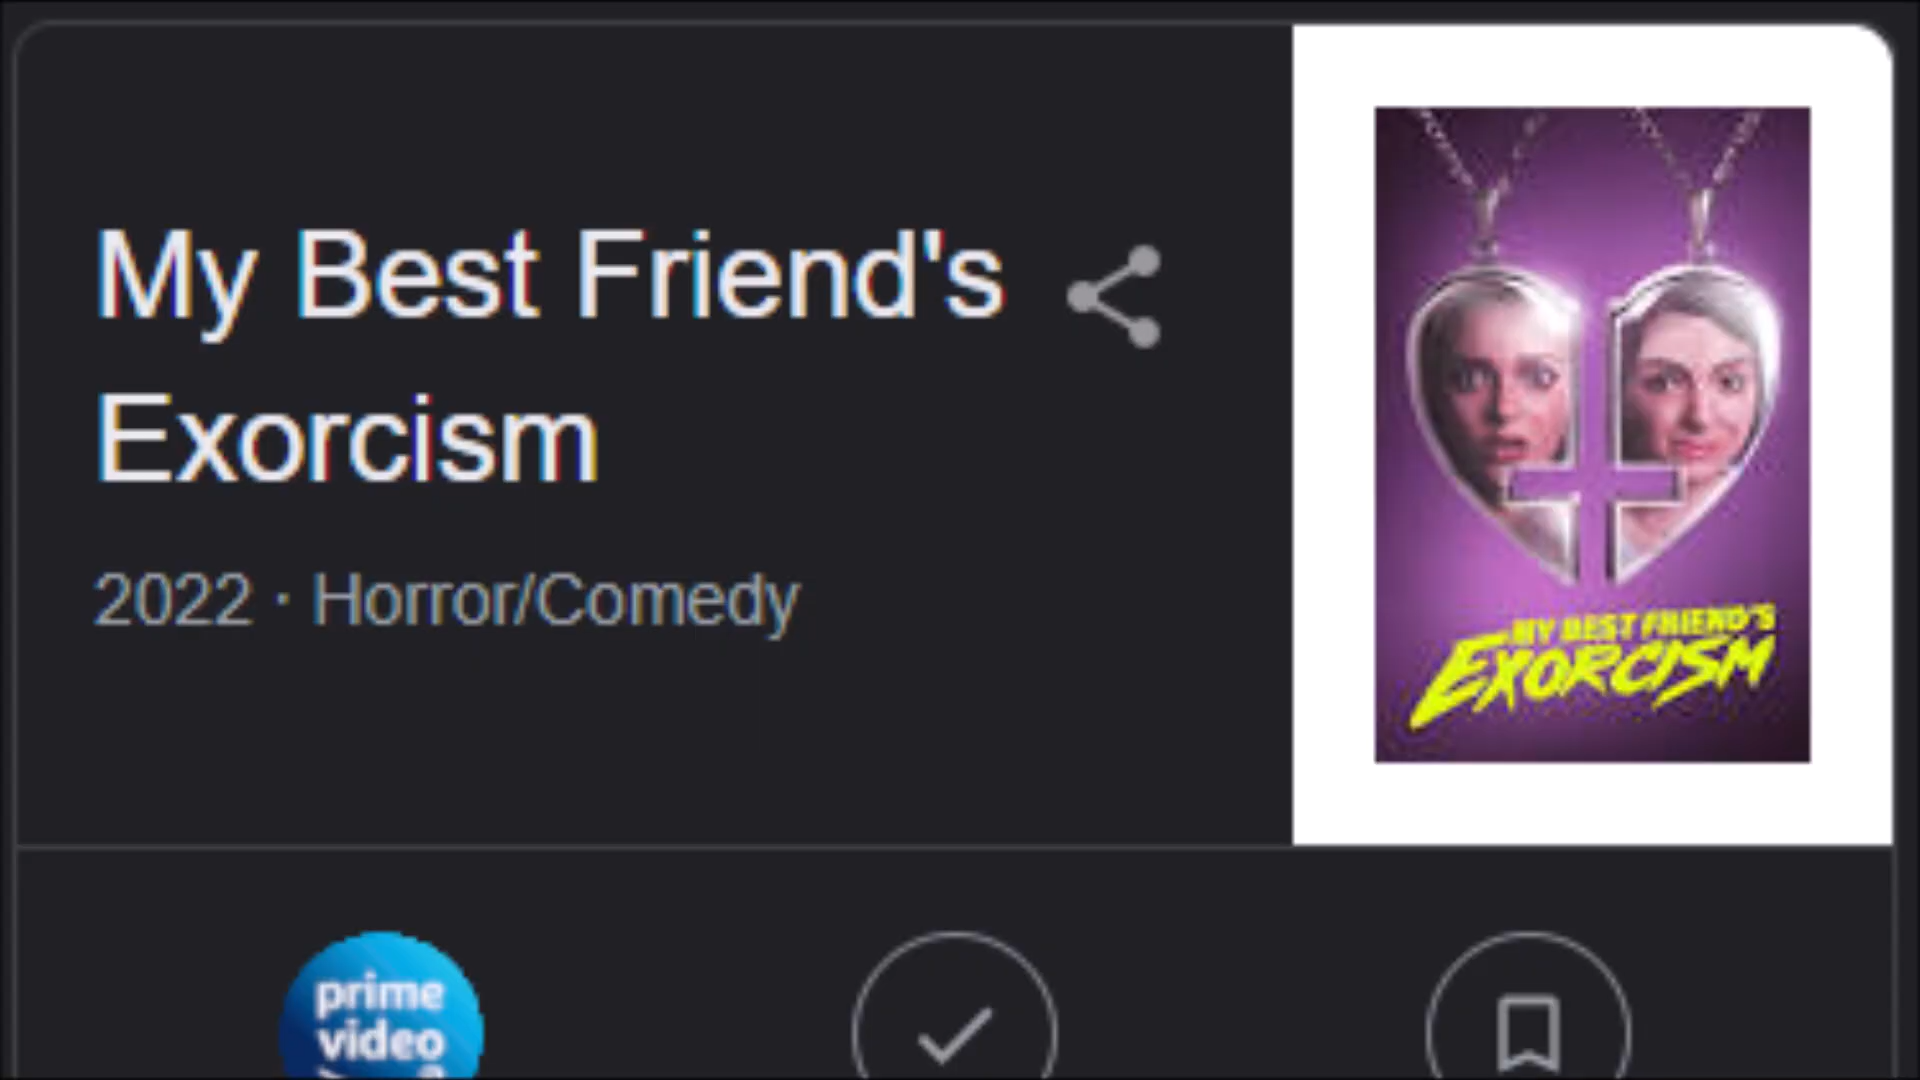 My Best Friend's
Exorcism
2022 · Horror/Comedy
MY BEST FRIEND'S
EXORCISM
prime
video